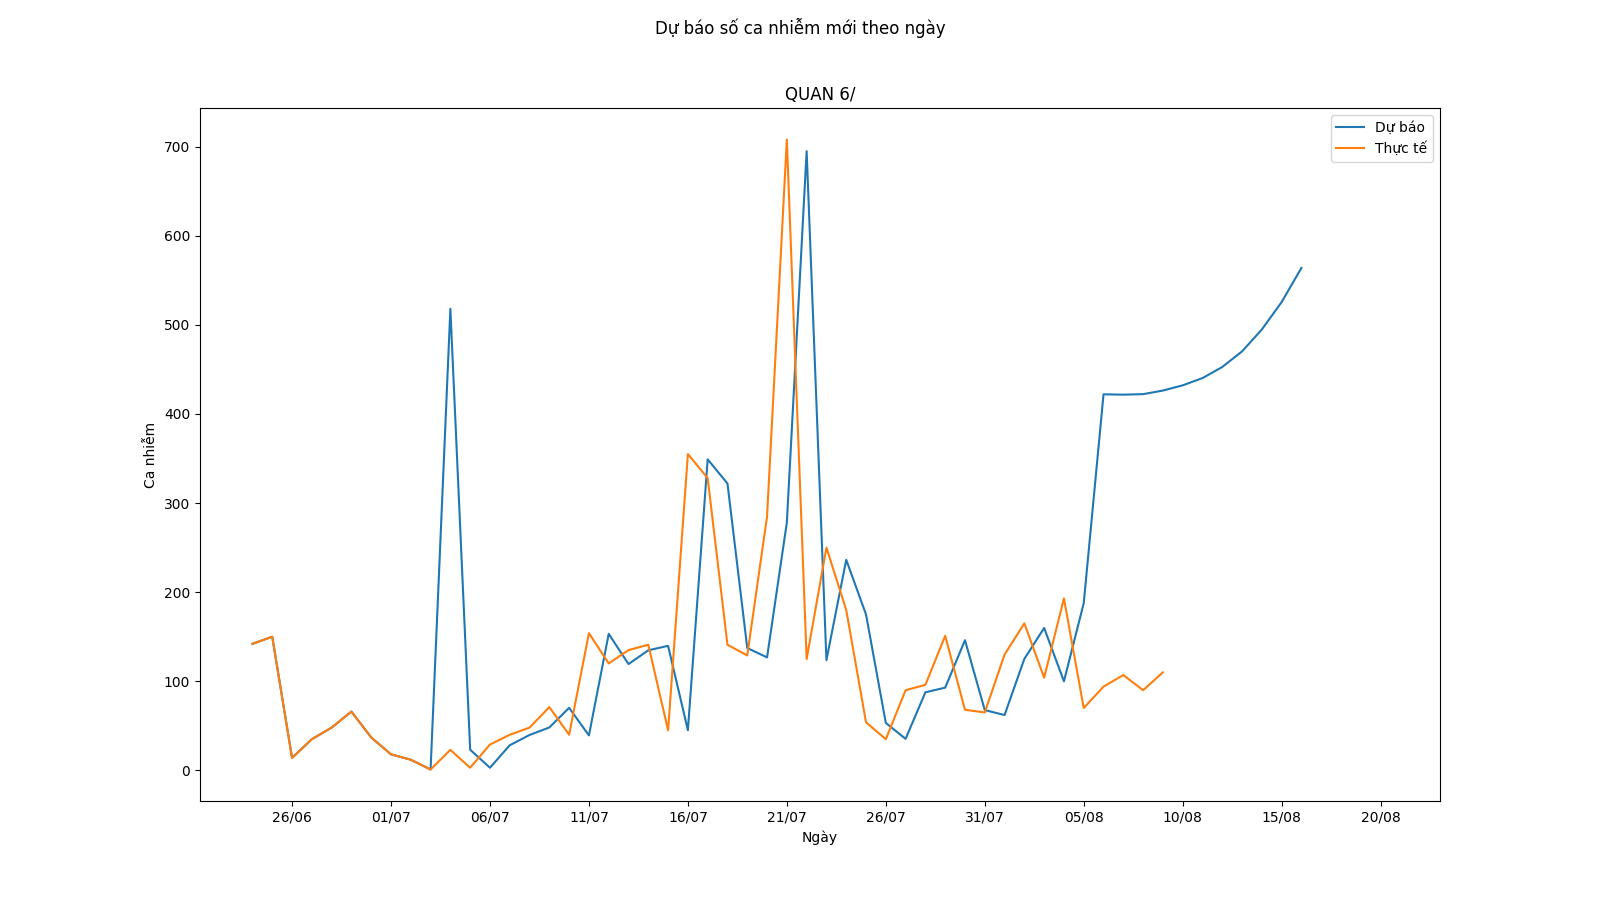 Dự báo số ca nhiễm mới theo ngày
QUAN 6/
Dự báo
Thực tế
700
600
500
400
300
200
100
0
Ca nhiễm
26/06 01/07 06/07 11/07 16/07 21/07 26/07 31/07 05/08 10/08 15/08 20/08
Ngày